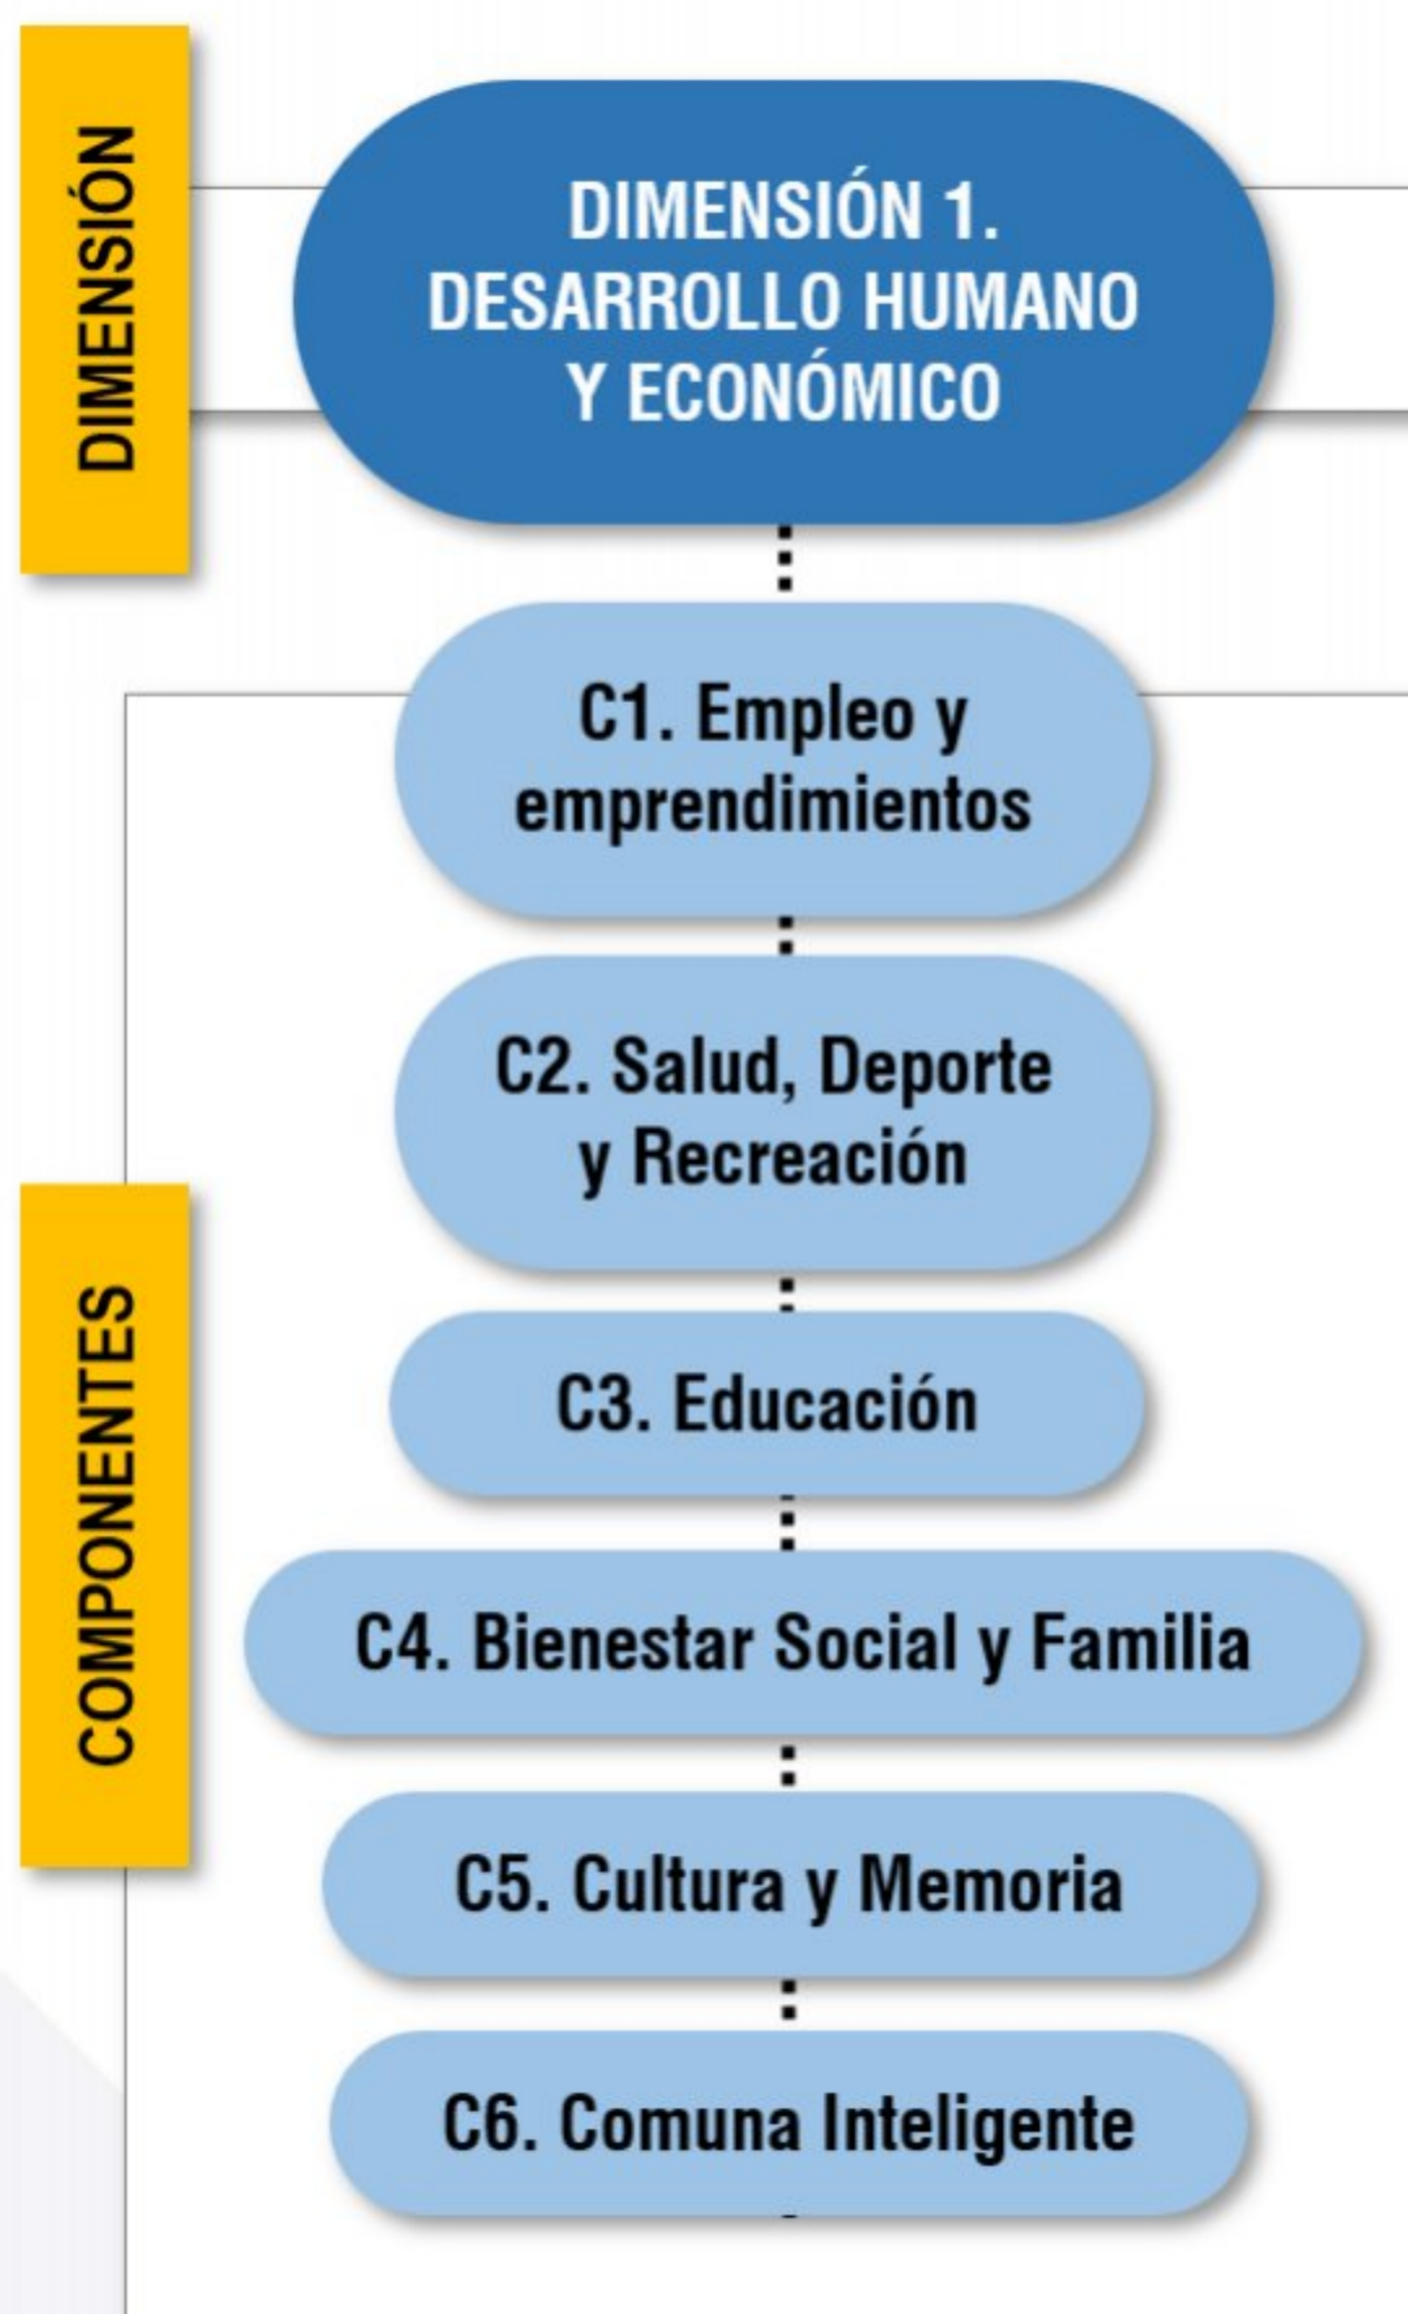 DIMENSIÓN
DIMENSIÓN 1.
DESARROLLO HUMANO
Y ECONÓMICO
COMPONENTES
C1. Empleo y
emprendimientos
C2. Salud, Deporte
y Recreación
C3. Educación
C4. Bienestar Social y Familia
C5. Cultura y Memoria
C6. Comuna Inteligente